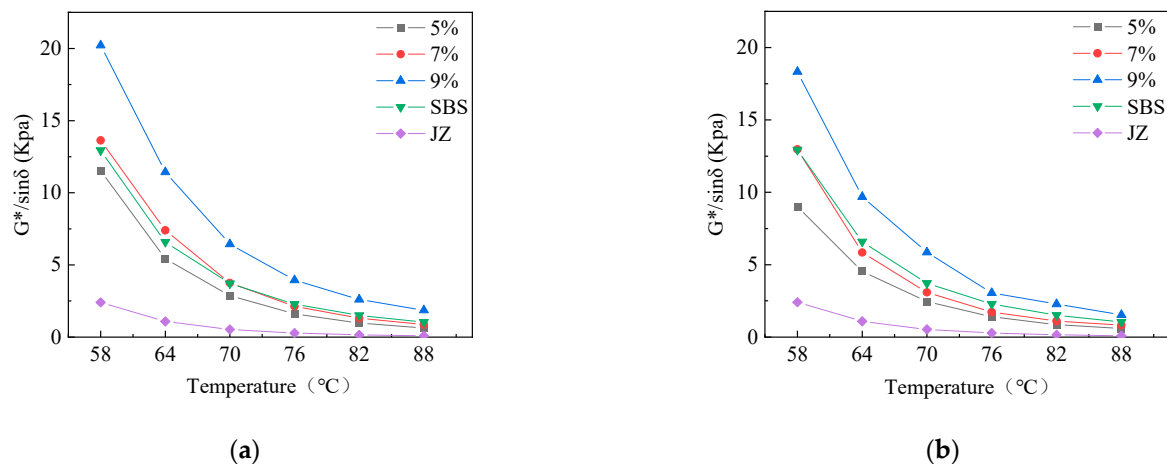 5%
7%
9%
SBS
JZ
20
15
10
5
0
G*/sinδ (Kpa)
58 64 70 76 82 88
Temperature（℃）
(a)
5%
7%
9%
SBS
JZ
20
15
10
5
0
G*/sinδ (Kpa)
58 64 70 76 82 88
Temperature（℃）
(b)